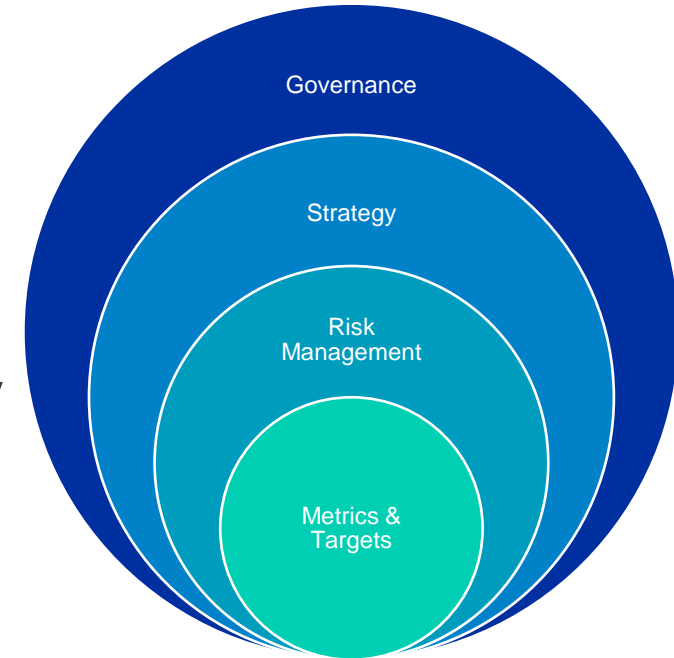 Governance
Strategy
Risk
Management
Metrics &
Targets